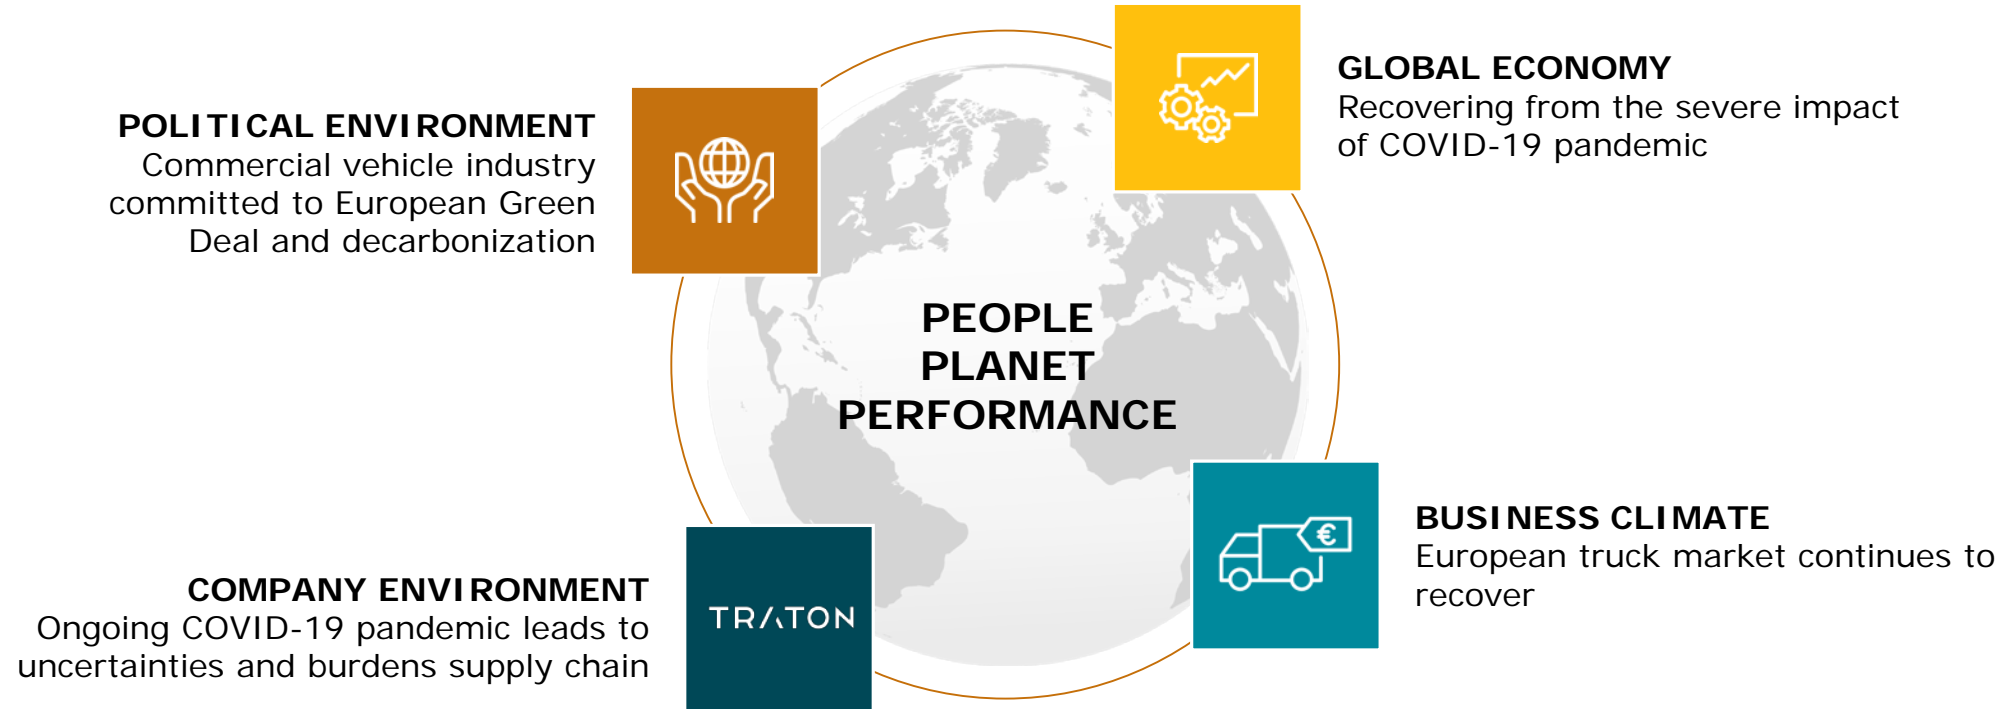 POLITICAL ENVIRONMENT
Commercial vehicle industry
committed to European Green
Deal and decarbonization
GLOBAL ECONOMY
Recovering from the severe impact
of COVID-19 pandemic
PEOPLE
PLANET
PERFORMANCE
COMPANY ENVIRONMENT
Ongoing COVID-19 pandemic leads to
uncertainties and burdens supply chain
TRATON
€
BUSINESS CLIMATE
European truck market continues to
recover